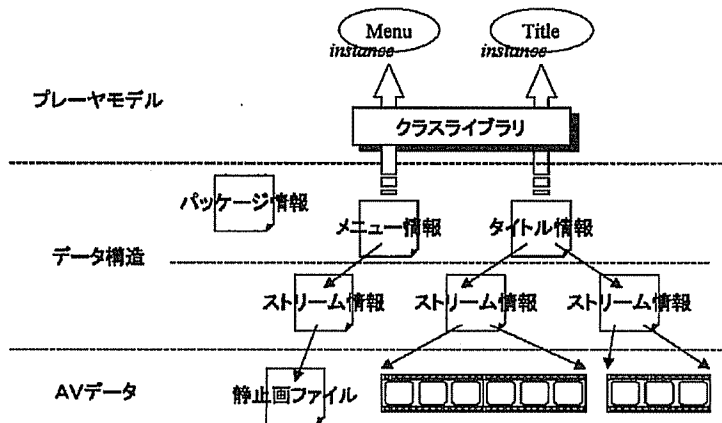 Menu
Title
instance
instance
プレーヤモデル
クラスライブラリ
パッケージ情報
メニュー情報
タイトル情報
データ構造
ストリーム情報
ストリーム情報
ストリーム情報
AVデータ
静止画ファイル